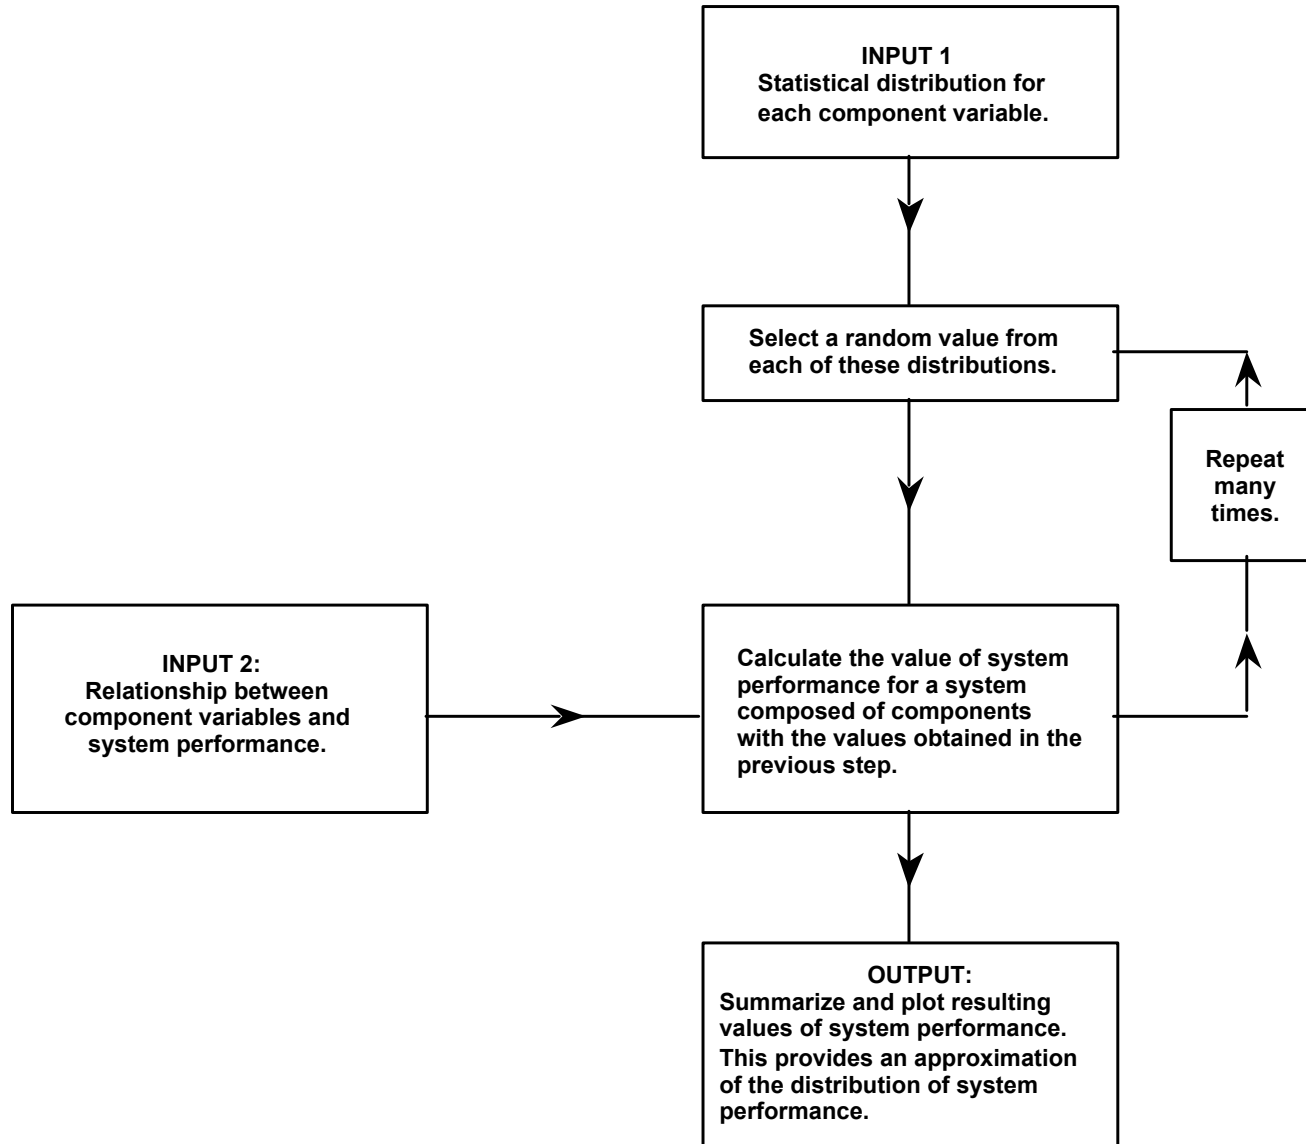 INPUT 1
Statistical distribution for
each component variable.
Select a random value from
each of these distributions.
Repeat
many
times.
INPUT 2:
Relationship between
component variables and
system performance.
Calculate the value of system
performance for a system
composed of components
with the values obtained in the
previous step.
OUTPUT:
Summarize and plot resulting
values of system performance.
This provides an approximation
of the distribution of system
performance.